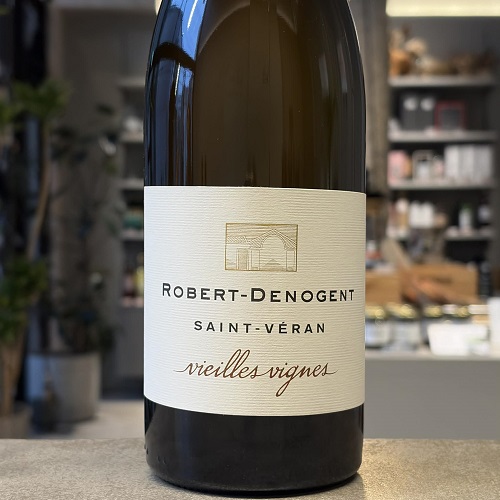 ROBERT-DENOGENT
SAINT-VÉRAN
vieilles vignes